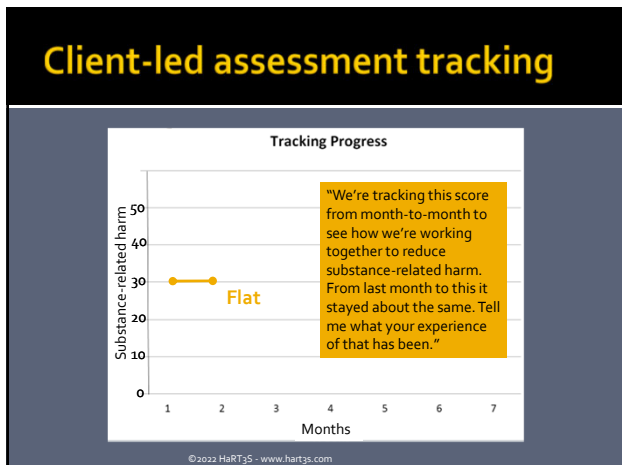 Client-led assessment tracking
Tracking Progress
Substance-related harm
50
40
30
20
10
0
Flat
“We’re tracking this score
from month-to-month to
see how we’re working
together to reduce
substance-related harm.
From last month to this it
stayed about the same. Tell
me what your experience
of that has been.”
1 2 3 4 5 6 7
Months
©2022 HaRT3S - www.hart3s.com